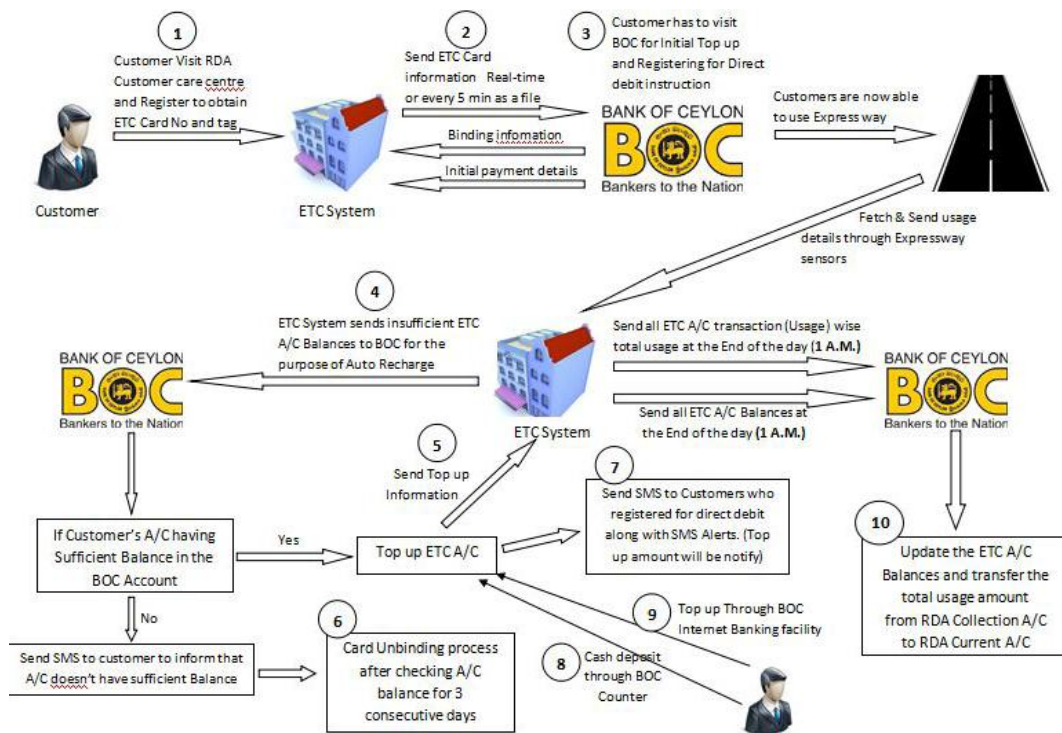 1
Customer Visit RDA
Customer care centre
and Register to obtain
ETC Card No and tag
Customer
ETC System
2
Send ETC Card
information Real-time
or every 5 min as a file
Binding infomation
Initial payment details
3
Customer has to visit
BOC for Initial Top up
and Registering for Direct
debit instruction
BANK OF CEYLON
BOC
Bankers to the Nation
Customers are now able
to use Express way
Fetch & Send usage
details through Expressway
sensors
4
ETC System sends insufficient ETC
A/C Balances to BOC for the
purpose of Auto Recharge
BANK OF CEYLON
BOC
Bankers to the Nation
ETC System
Send all ETC A/C transaction (Usage) wise
total usage at the End of the day (1 A.M.)
Send all ETC A/C Balances at
the End of the day (1 A.M.)
BANK OF CEYLON
BOC
Bankers to the Nation
5
Send Top up
Information
If Customer's A/C having
Sufficient Balance in the
BOC Account
Yes
Top up ETC A/C
7
Send SMS to Customers who
registered for direct debit
along with SMS Alerts. (Top
up amount will be notify)
10
Update the ETC A/C
Balances and transfer the
total usage amount
from RDA Collection A/C
to RDA Current A/C
No
Send SMS to customer to inform that
A/C doesn't have sufficient Balance
6
Card Unbinding process
after checking A/C
balance for 3
consecutive days
9
Top up Through BOC
Internet Banking facility
8
Cash deposit
through BOC
Counter